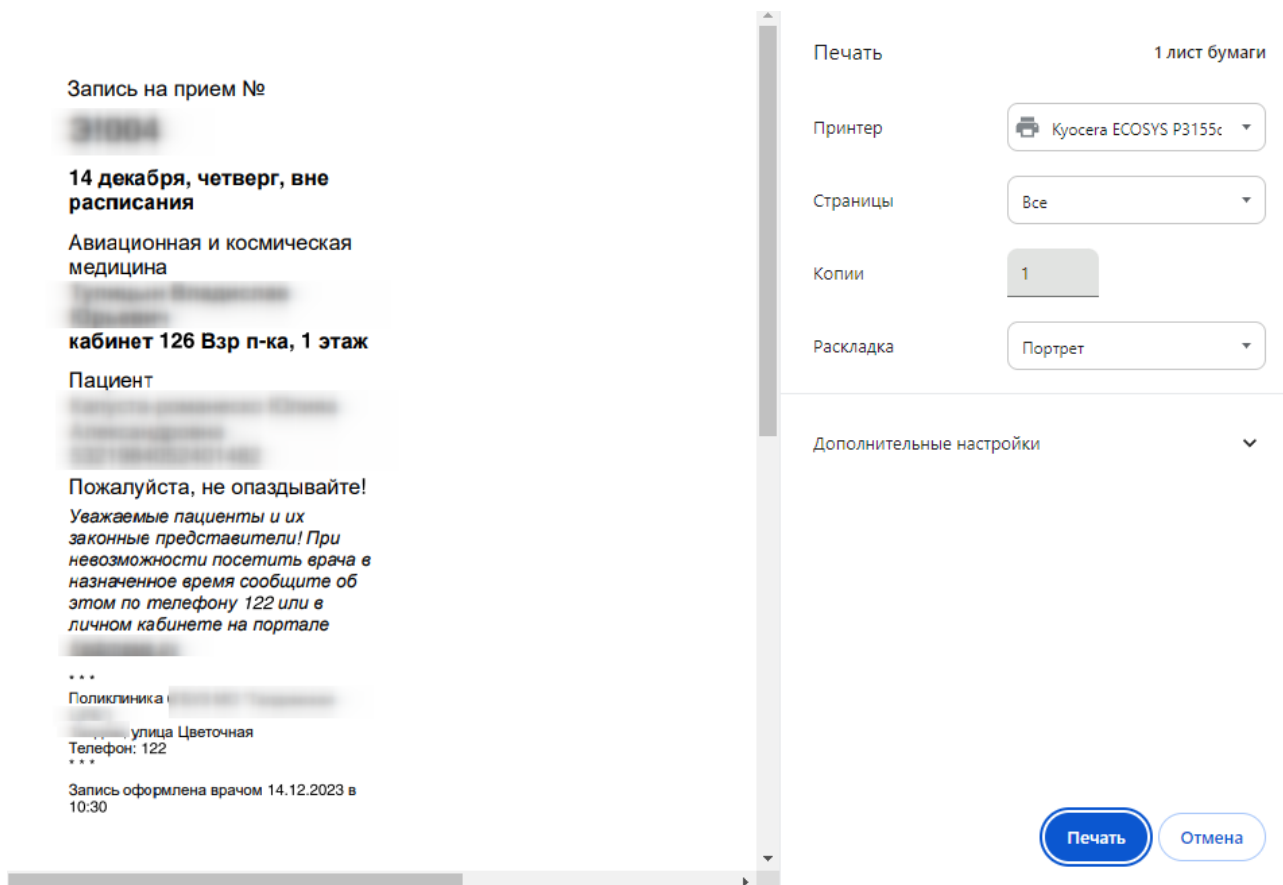 Запись на прием №
14 декабря, четверг, вне
расписания
Авиационная и космическая
медицина
кабинет 126 Взр п-ка, 1 этаж
Пациент
Пожалуйста, не опаздывайте!
Уважаемые пациенты и их
законные представители! При
невозможности посетить врача в
назначенное время сообщите об
этом по телефону 122 или в
личном кабинете на портале
* * *
Поликлиника
улица Цветочная
Телефон: 122
* * *
Запись оформлена врачом 14.12.2023 в
10:30
Печать 1 лист бумаги
Принтер Kyocera ECOSYS P3155c
Страницы Все
Копии 1
Раскладка Портрет
Дополнительные настройки
Печать Отмена